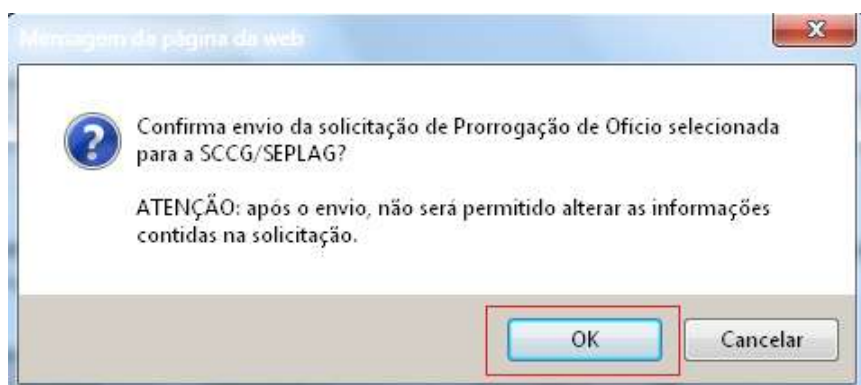 Mensagem da página da web
X
Confirma envio da solicitação de Prorrogação de Ofício selecionada
para a SCCG/SEPLAG?
ATENÇÃO: após o envio, não será permitido alterar as informações
contidas na solicitação.
OK
Cancelar